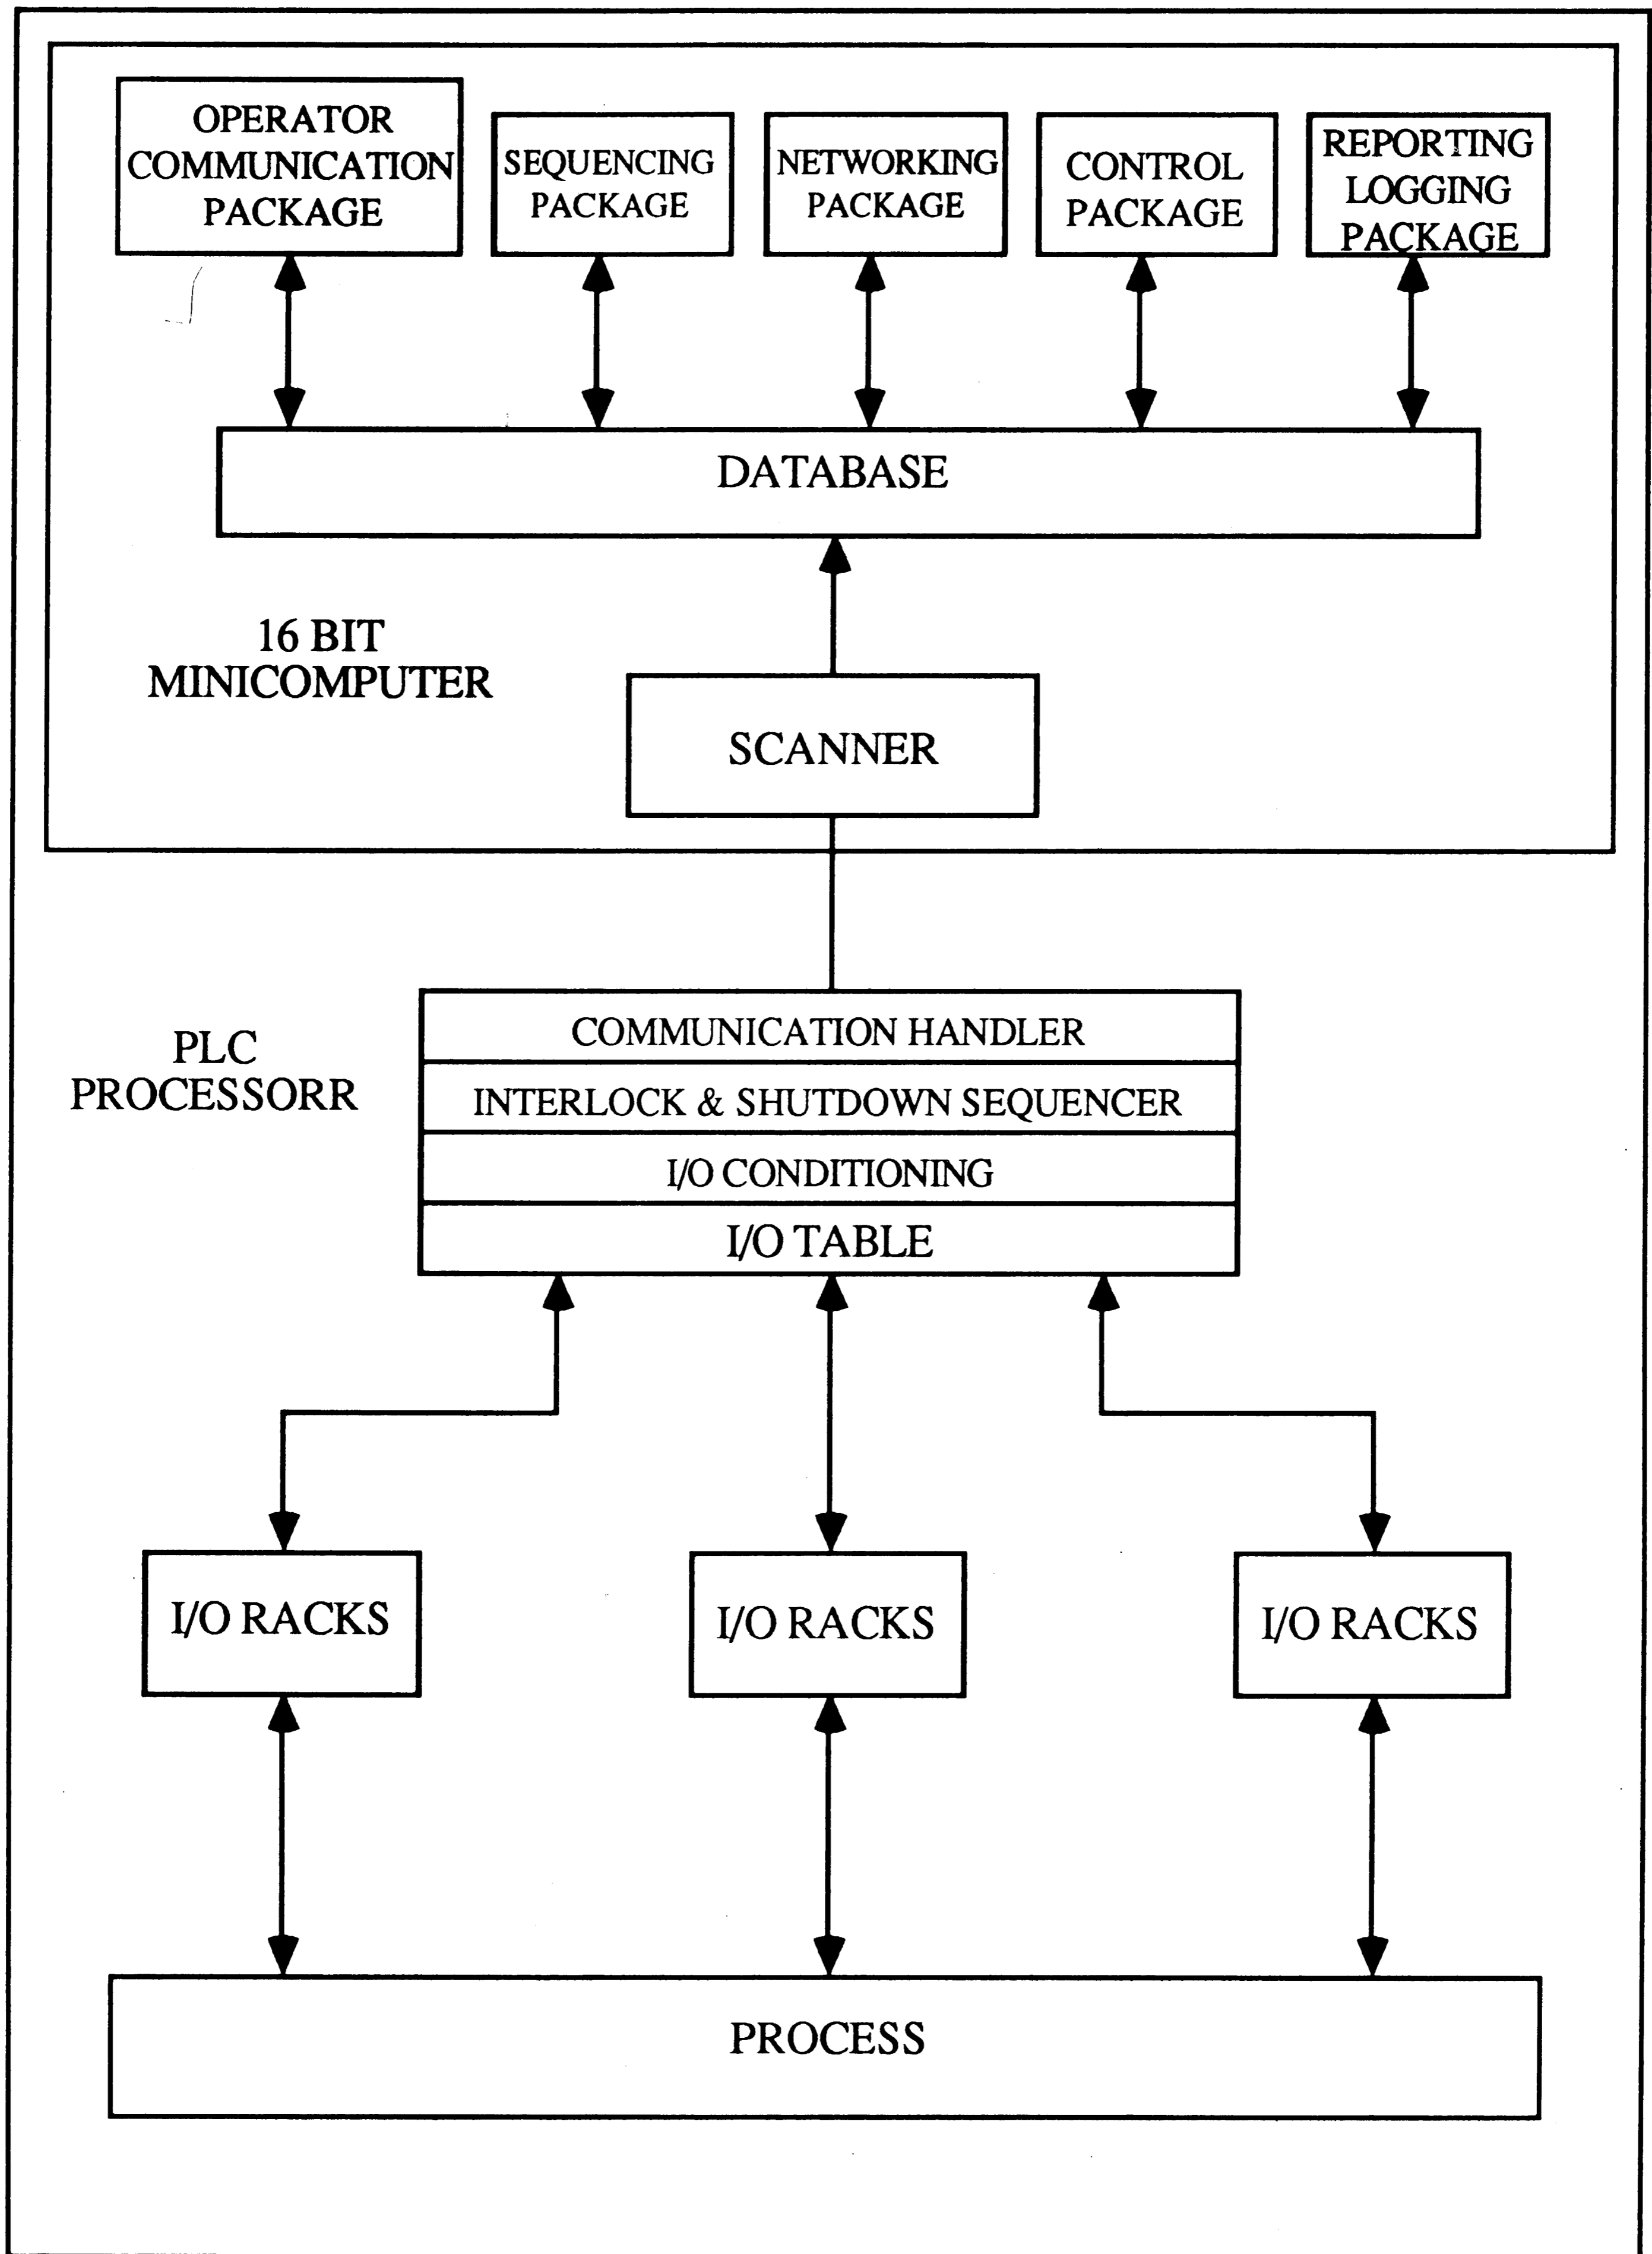 OPERATOR
COMMUNICATION
PACKAGE
SEQUENCING
PACKAGE
NETWORKING
PACKAGE
CONTROL
PACKAGE
REPORTING
LOGGING
PACKAGE
DATABASE
16 BIT
MINICOMPUTER
SCANNER
PLC
PROCESSORR
COMMUNICATION HANDLER
INTERLOCK & SHUTDOWN SEQUENCER
I/O CONDITIONING
I/O TABLE
I/O RACKS
I/O RACKS
I/O RACKS
PROCESS